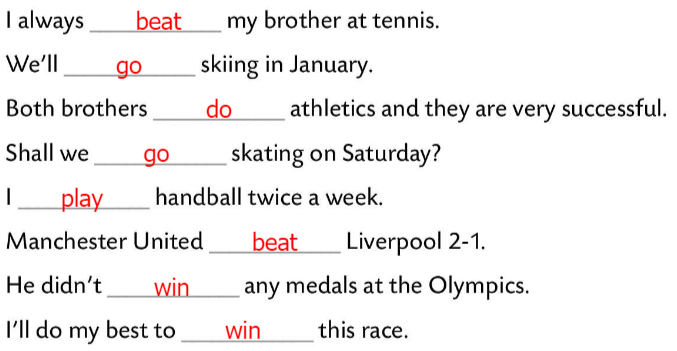 I always beat my brother at tennis.
We'll go skiing in January.
Both brothers do athletics and they are very successful.
Shall we go skating on Saturday?
I play handball twice a week.
Manchester United beat Liverpool 2-1.
He didn't win any medals at the Olympics.
I'll do my best to win this race.